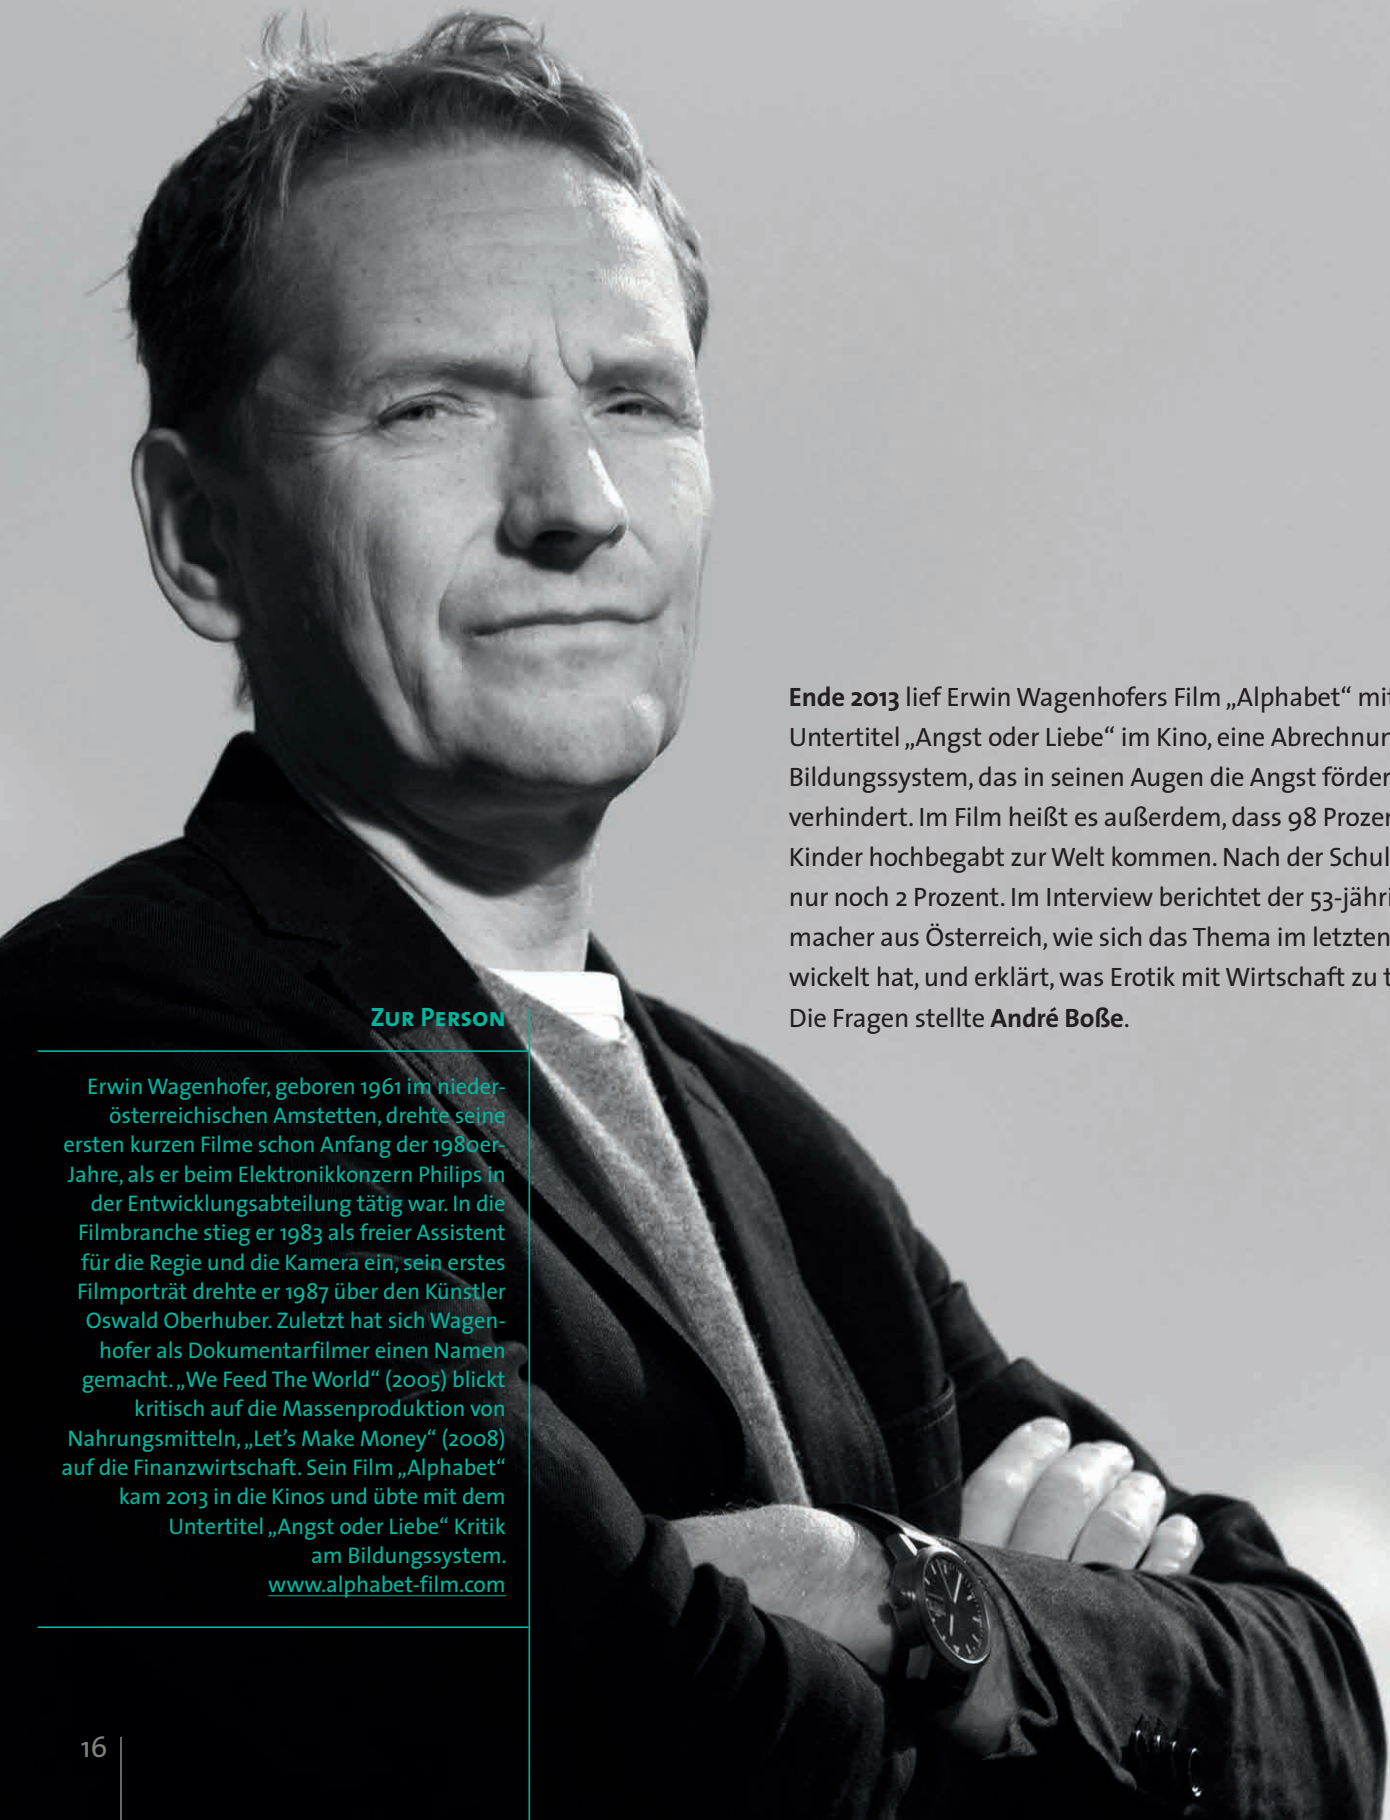 Ende 2013 lief Erwin Wagenhofers Film „Alphabet“ mit
Untertitel „Angst oder Liebe“ im Kino, eine Abrechnun
Bildungssystem, das in seinen Augen die Angst förder
verhindert. Im Film heißt es außerdem, dass 98 Prozen
Kinder hochbegabt zur Welt kommen. Nach der Schul
nur noch 2 Prozent. Im Interview berichtet der 53-jähri
macher aus Österreich, wie sich das Thema im letzten
wickelt hat, und erklärt, was Erotik mit Wirtschaft zu t
Die Fragen stellte André Boße.
Zur Person
Erwin Wagenhofer, geboren 1961 im nieder-
österreichischen Amstetten, drehte seine
ersten kurzen Filme schon Anfang der 1980er-
Jahre, als er beim Elektronikkonzern Philips in
der Entwicklungsabteilung tätig war. In die
Filmbranche stieg er 1983 als freier Assistent
für die Regie und die Kamera ein, sein erstes
Filmporträt drehte er 1987 über den Künstler
Oswald Oberhuber. Zuletzt hat sich Wagen-
hofer als Dokumentarfilmer einen Namen
gemacht. „We Feed The World“ (2005) blickt
kritisch auf die Massenproduktion von
Nahrungsmitteln, „Let’s Make Money“ (2008)
auf die Finanzwirtschaft. Sein Film „Alphabet“
kam 2013 in die Kinos und übte mit dem
Untertitel „Angst oder Liebe“ Kritik
am Bildungssystem.
www.alphabet-film.com
16